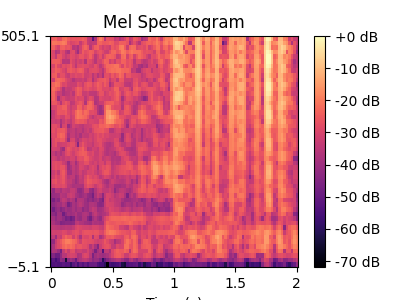 Mel Spectrogram
505.1
-5.1
0
0.5
1
1.5
2
+0 dB
-10 dB
-20 dB
-30 dB
-40 dB
-50 dB
-60 dB
-70 dB